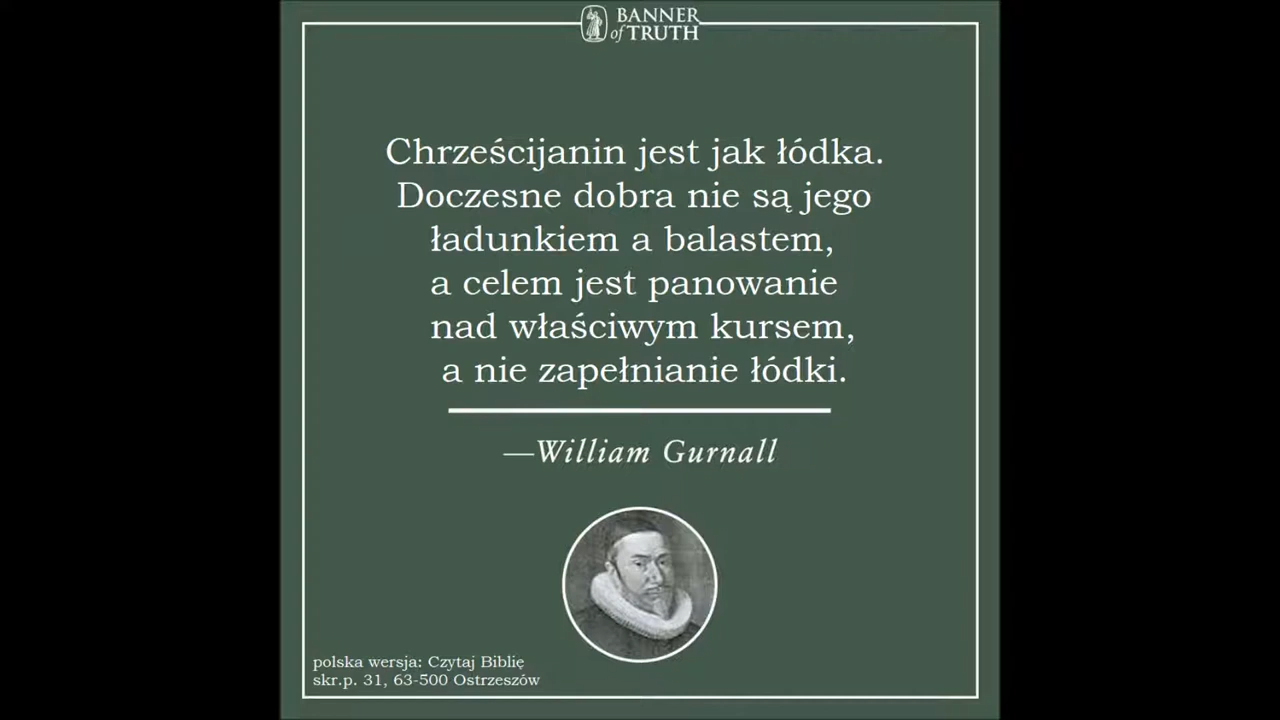 BANNER
of TRUTH
Chrześcijanin jest jak łódka.
Doczesne dobra nie są jego
ładunkiem a balastem,
a celem jest panowanie
nad właściwym kursem,
a nie zapełnianie łódki.
—William Gurnall
polska wersja: Czytaj Biblię
skr.p. 31, 63-500 Ostrzeszów